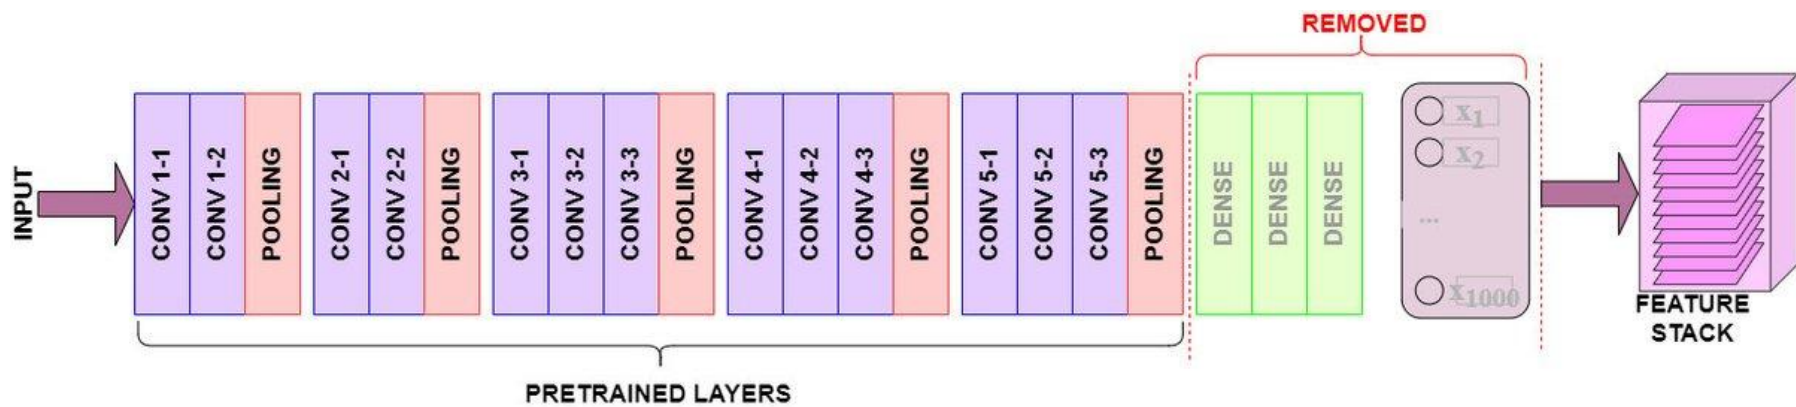 REMOVED
INPUT
CONV 1-1
CONV 1-2
POOLING
CONV 2-1
CONV 2-2
POOLING
CONV 3-1
CONV 3-2
CONV 3-3
POOLING
CONV 4-1
CONV 4-2
CONV 4-3
POOLING
CONV 5-1
CONV 5-2
CONV 5-3
POOLING
DENSE
DENSE
DENSE
x₁
x₂
...
x₁₀₀₀
FEATURE
STACK
PRETRAINED LAYERS